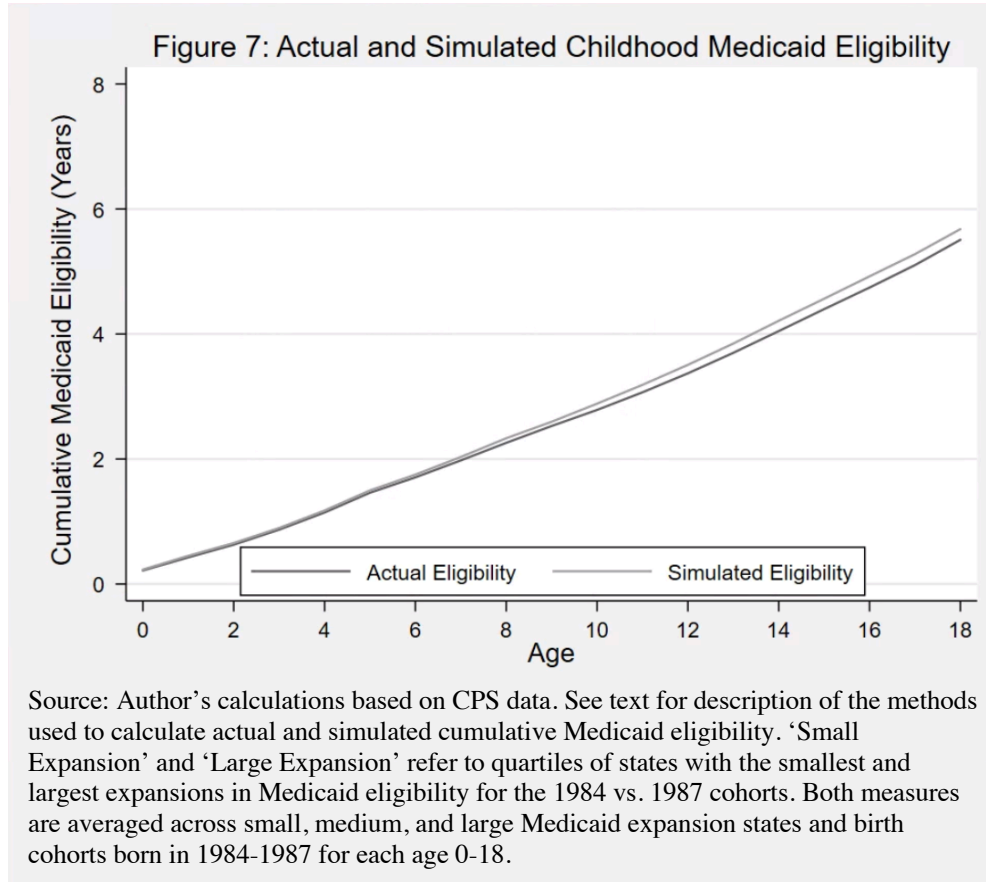 Figure 7: Actual and Simulated Childhood Medicaid Eligibility
Cumulative Medicaid Eligibility (Years)
8
6
4
2
0
Actual Eligibility
Simulated Eligibility
0 2 4 6 8 10 12 14 16 18
Age
Source: Author’s calculations based on CPS data. See text for description of the methods
used to calculate actual and simulated cumulative Medicaid eligibility. ‘Small
Expansion’ and ‘Large Expansion’ refer to quartiles of states with the smallest and
largest expansions in Medicaid eligibility for the 1984 vs. 1987 cohorts. Both measures
are averaged across small, medium, and large Medicaid expansion states and birth
cohorts born in 1984-1987 for each age 0-18.